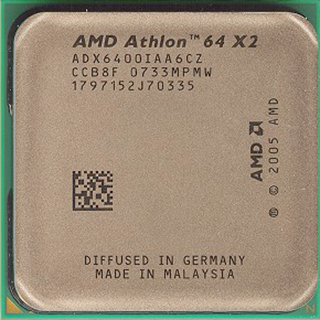 AMD Athlon™ 64 X2
ADX6400IAA6CZ
CCB8F 0733MPMW
1797152J70335
AMD
© 2005 AMD
DIFFUSED IN GERMANY
MADE IN MALAYSIA